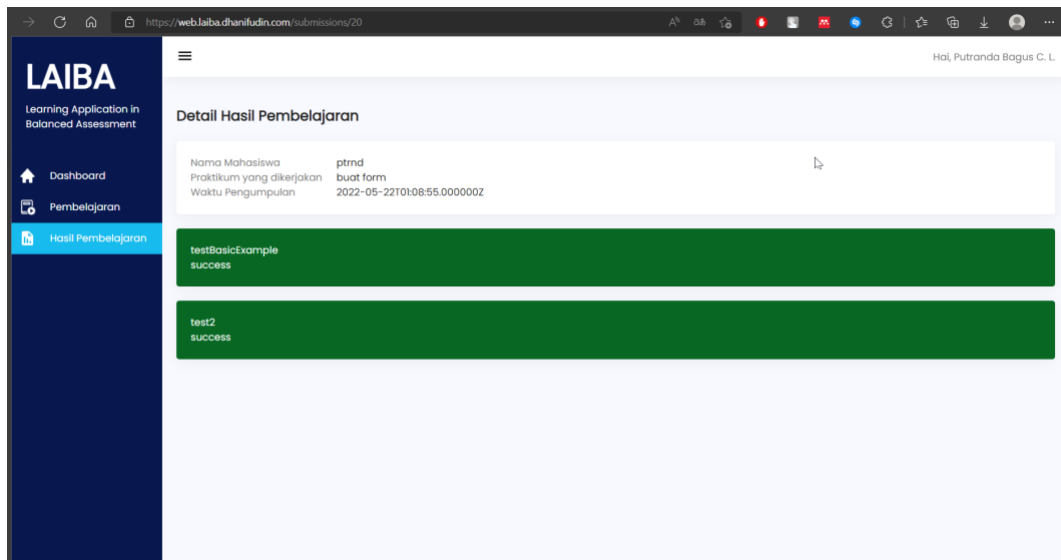 https://web.laiba.dhanifudin.com/submissions/20
LAIBA
Learning Application in
Balanced Assessment
Dashboard
Pembelajaran
Hasil Pembelajaran
Hai, Putranda Bagus C. L.
Detail Hasil Pembelajaran
Nama Mahasiswa ptrnd
Praktikum yang dikerjakan buat form
Waktu Pengumpulan 2022-05-22T01:08:55.000000Z
testBasicExample
success
test2
success